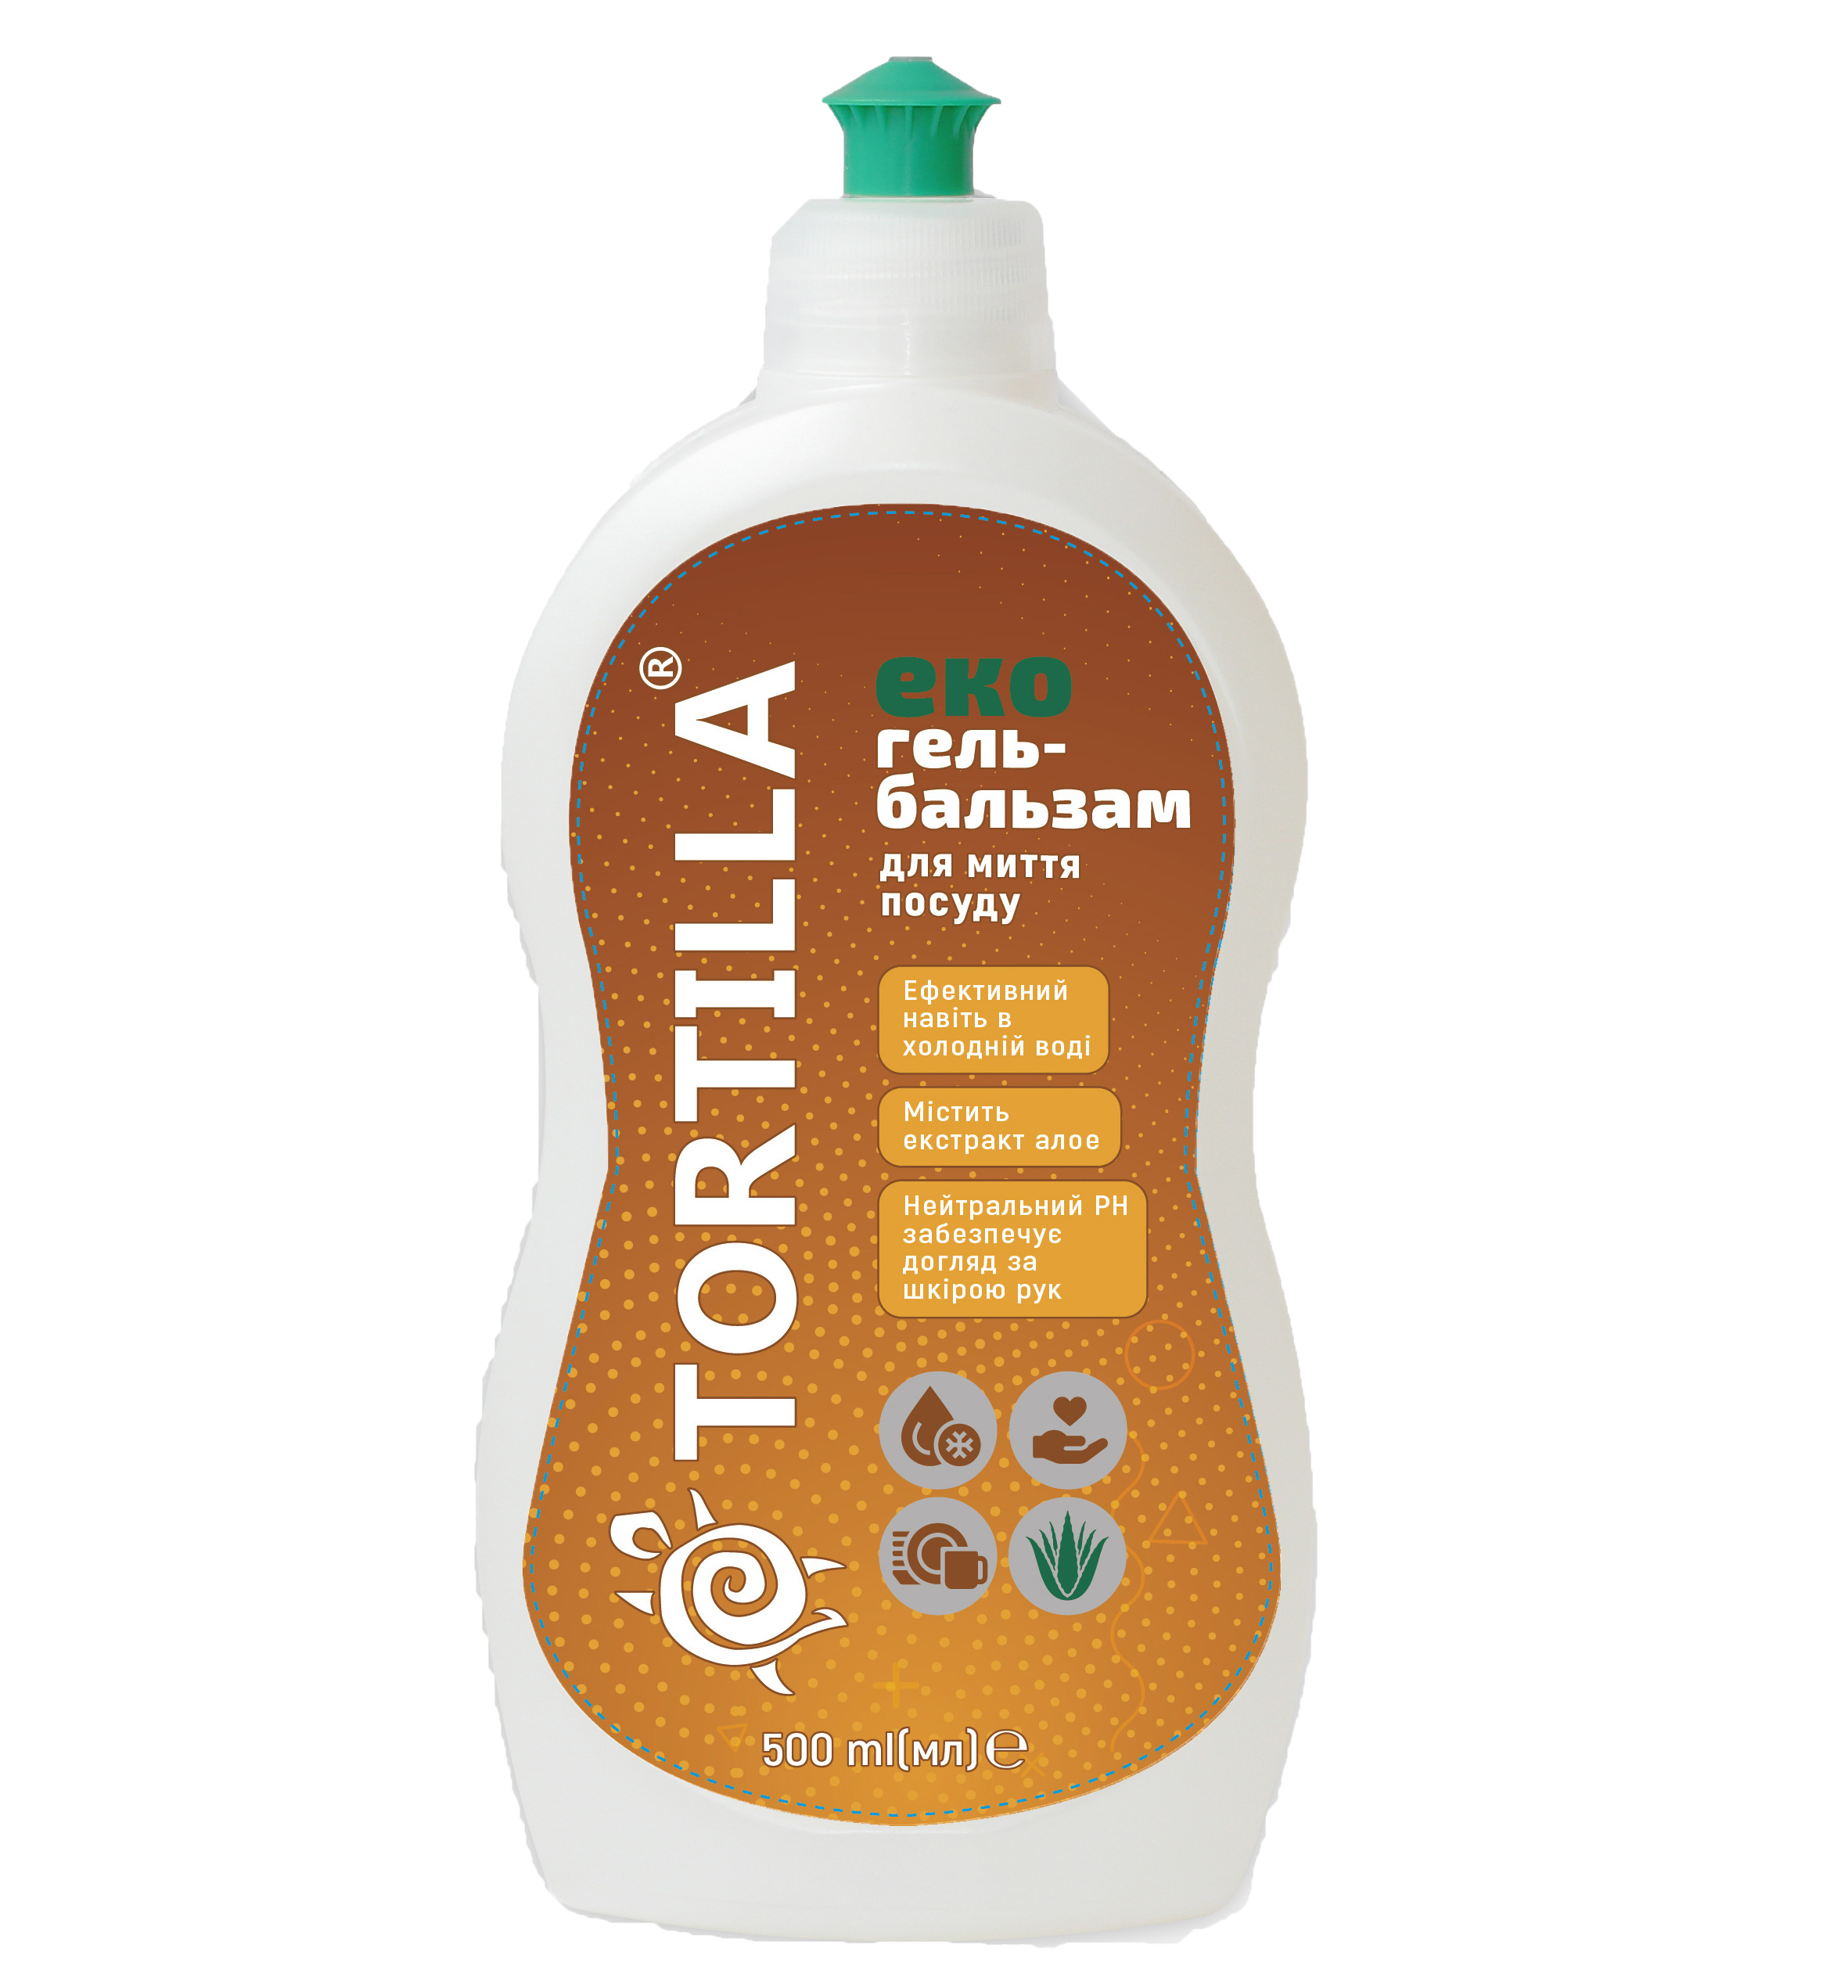 TORTILLA®
еко
гель-
бальзам
для миття
посуду
Ефективний
навіть в
холодній воді
Містить
екстракт алое
Нейтральний РН
забезпечує
догляд за
шкірою рук
500 ml(мл)℮